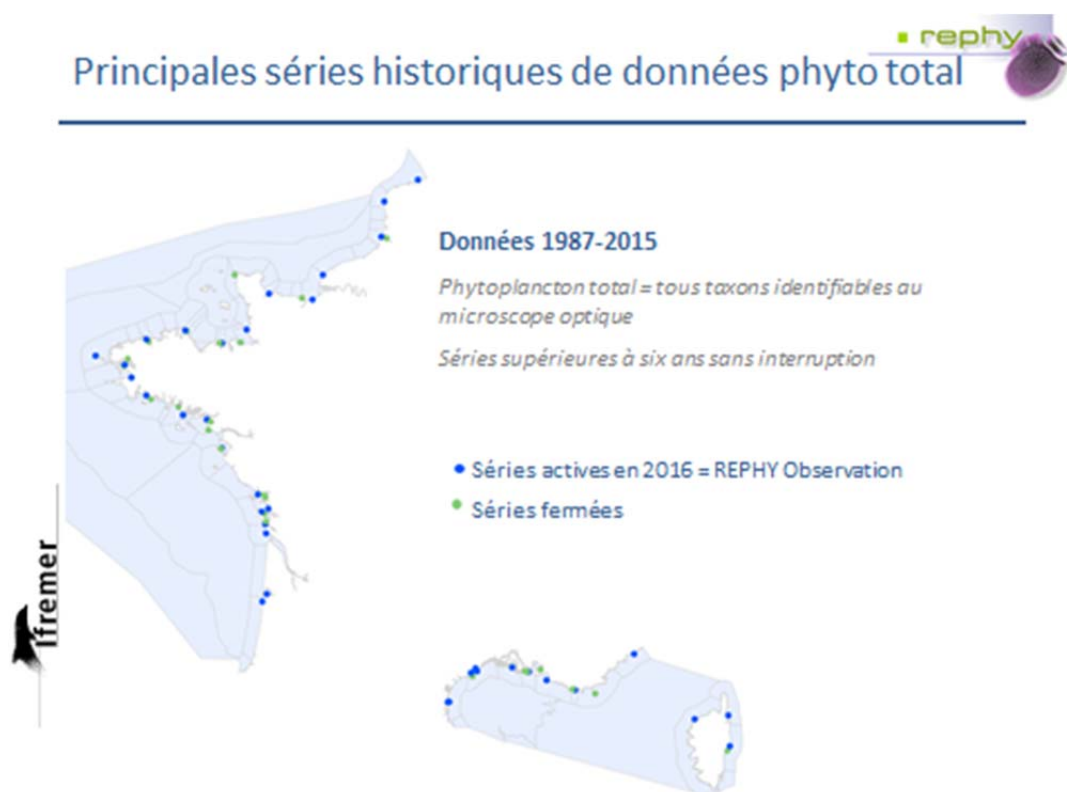 rephy
Principales séries historiques de données phyto total
Données 1987-2015
Phytoplancton total = tous taxons identifiables au
microscope optique
Séries supérieures à six ans sans interruption
Séries actives en 2016 = REPHY Observation
Séries fermées
Ifremer